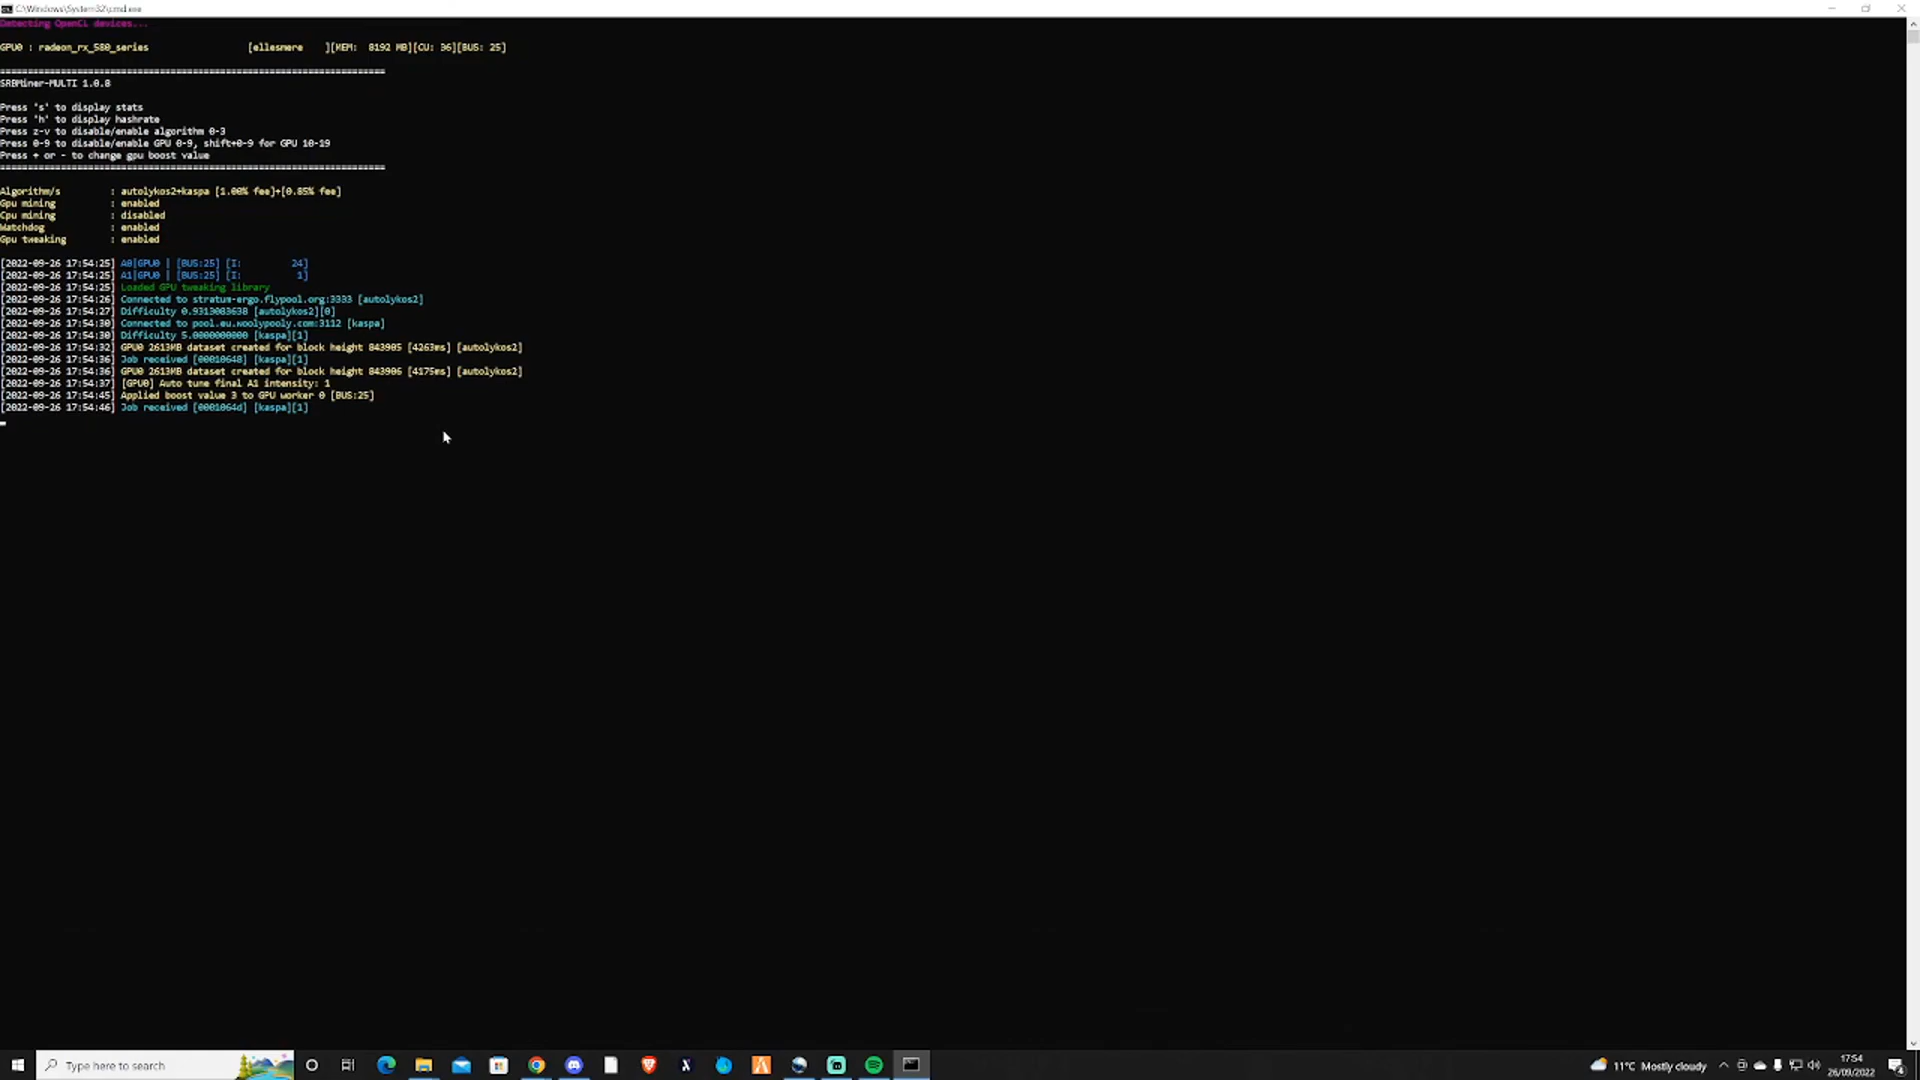 C:\Windows\System32\cmd.exe
Detecting OpenCL devices...
GPU0 : radeon_rx_580_series [ellesmere ][MEM: 8192 MB][CU: 36][BUS: 25]
================================================================
SRBMiner-MULTI 1.0.8
Press 's' to display stats
Press 'h' to display hashrate
Press z-v to disable/enable algorithm 0-3
Press 0-9 to disable/enable GPU 0-9, shift+0-9 for GPU 10-19
Press + or - to change gpu boost value
================================================================
Algorithm/s : autolykos2+kaspa [1.00% fee]+[0.85% fee]
Gpu mining : enabled
Cpu mining : disabled
Watchdog : enabled
Gpu tweaking : enabled
[2022-09-26 17:54:25] A0|GPU0 | [BUS:25] [I: 24]
[2022-09-26 17:54:25] A1|GPU0 | [BUS:25] [I: 1]
[2022-09-26 17:54:25] Loaded GPU tweaking library
[2022-09-26 17:54:26] Connected to stratum-ergo.flypool.org:3333 [autolykos2]
[2022-09-26 17:54:27] Difficulty 0.9313083638 [autolykos2][0]
[2022-09-26 17:54:30] Connected to pool.eu.woolypooly.com:3112 [kaspa]
[2022-09-26 17:54:30] Difficulty 5.0000000000 [kaspa][1]
[2022-09-26 17:54:32] GPU0 2613MB dataset created for block height 843905 [4263ms] [autolykos2]
[2022-09-26 17:54:36] Job received [00010648] [kaspa][1]
[2022-09-26 17:54:36] GPU0 2613MB dataset created for block height 843906 [4175ms] [autolykos2]
[2022-09-26 17:54:37] [GPU0] Auto tune final A1 intensity: 1
[2022-09-26 17:54:45] Applied boost value 3 to GPU worker 0 [BUS:25]
[2022-09-26 17:54:46] Job received [0001064d] [kaspa][1]
Type here to search
11°C Mostly cloudy
17:54
26/09/2022